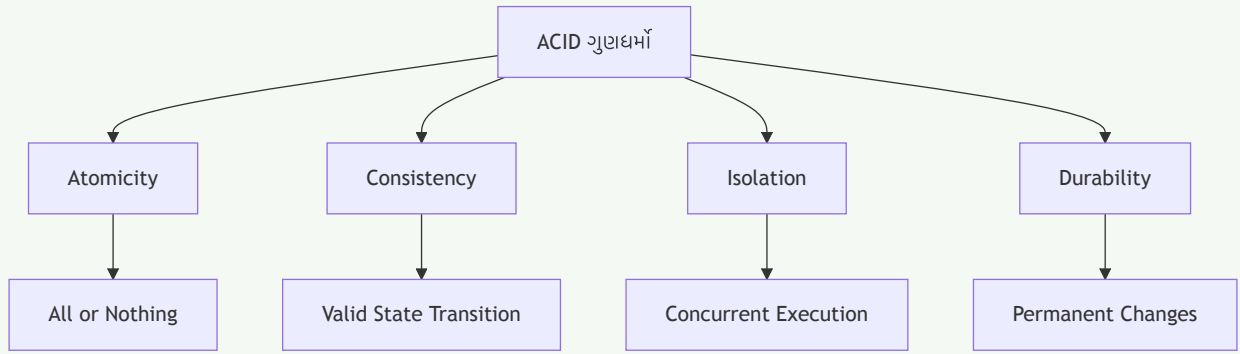 ACID ગુણધર્મો
Atomicity
Consistency
Isolation
Durability
All or Nothing
Valid State Transition
Concurrent Execution
Permanent Changes